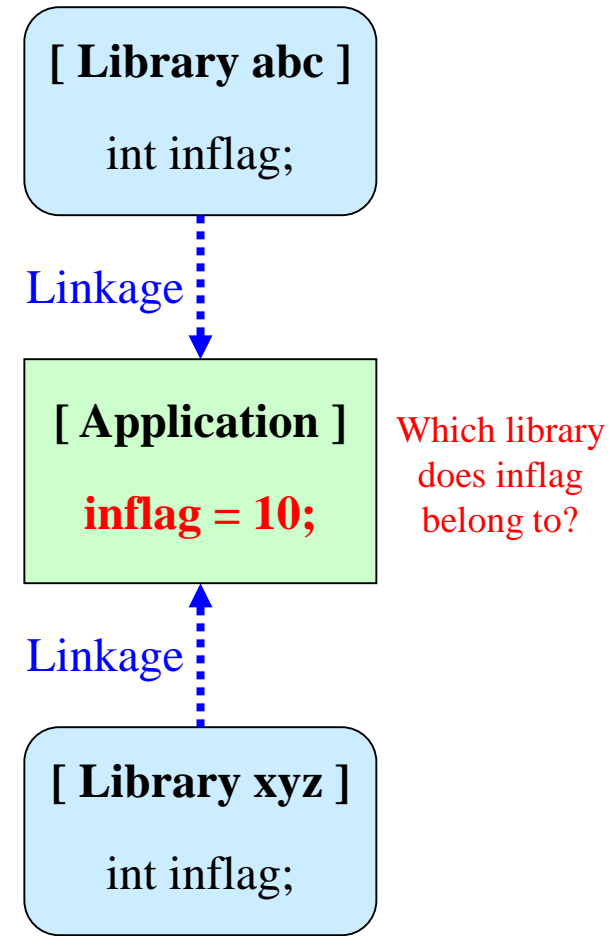 [ Library abc ]
int inflag;
Linkage
[ Application ]
inflag = 10;
Which library
does inflag
belong to?
Linkage
[ Library xyz ]
int inflag;